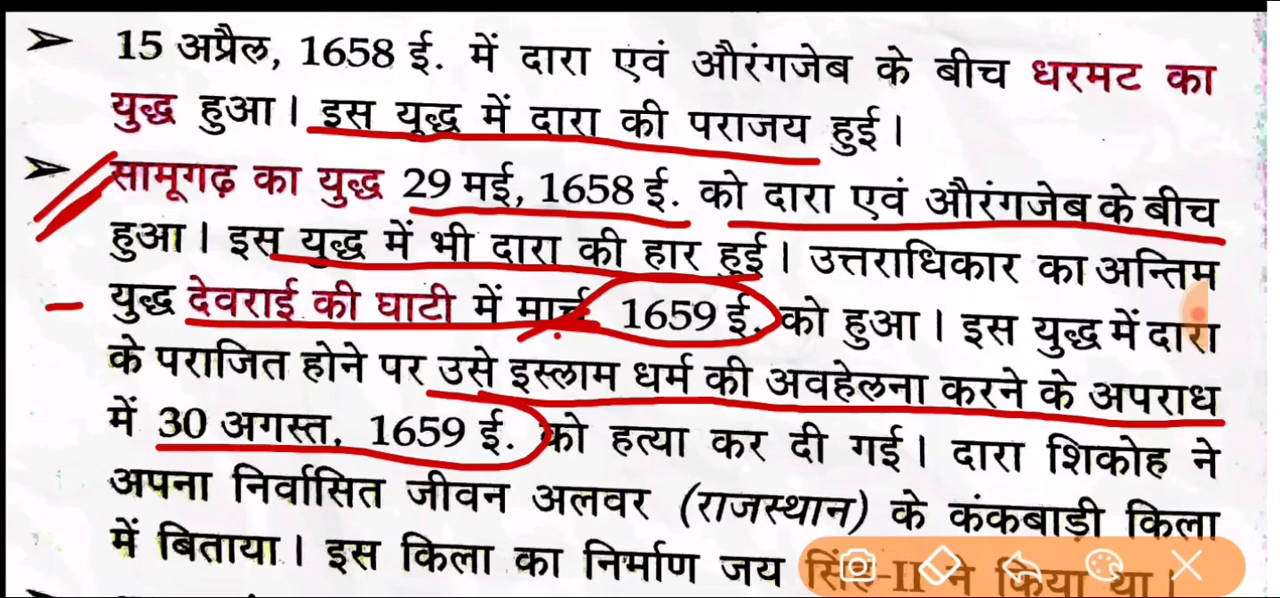 ➢ 15 अप्रैल, 1658 ई. में दारा एवं औरंगजेब के बीच धरमट का
युद्ध हुआ। इस युद्ध में दारा की पराजय हुई।
➢ सामूगढ़ का युद्ध 29 मई, 1658 ई. को दारा एवं औरंगजेब के बीच
हुआ। इस युद्ध में भी दारा की हार हुई। उत्तराधिकार का अन्तिम
युद्ध देवराई की घाटी में मार्च 1659 ई. को हुआ। इस युद्ध में दारा
के पराजित होने पर उसे इस्लाम धर्म की अवहेलना करने के अपराध
में 30 अगस्त, 1659 ई. को हत्या कर दी गई। दारा शिकोह ने
अपना निर्वासित जीवन अलवर (राजस्थान) के कंकबाड़ी किला
में बिताया। इस किला का निर्माण जय सिंह-II ने किया था।